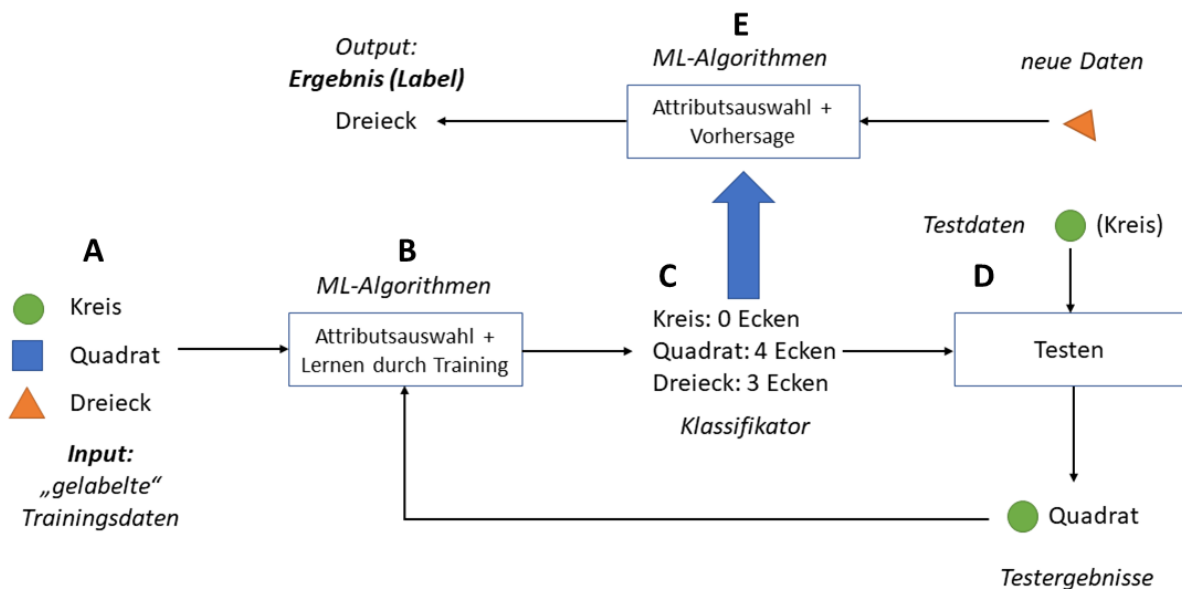 E
Output:
Ergebnis (Label)
Dreieck
ML-Algorithmen
Attributsauswahl +
Vorhersage
neue Daten
Testdaten
(Kreis)
A
Kreis
Quadrat
Dreieck
Input:
„gelabelte“
Trainingsdaten
B
ML-Algorithmen
Attributsauswahl +
Lernen durch Training
C
Kreis: 0 Ecken
Quadrat: 4 Ecken
Dreieck: 3 Ecken
Klassifikator
D
Testen
Quadrat
Testergebnisse